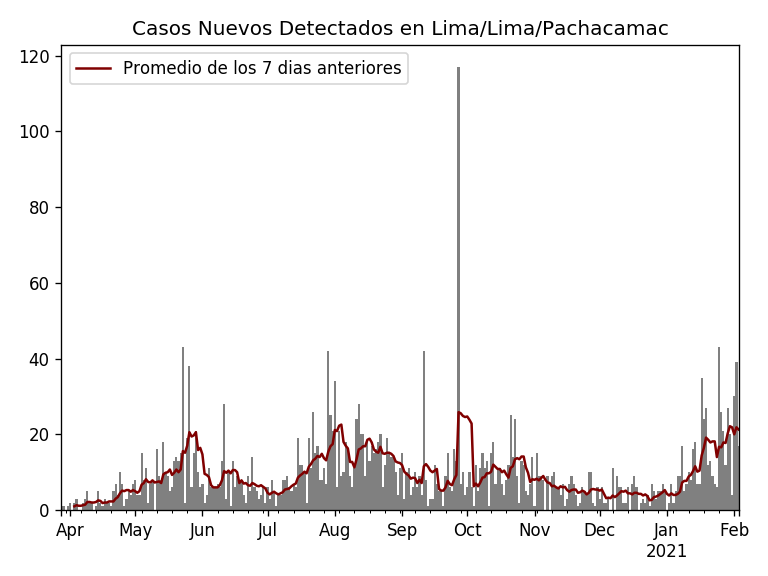 Casos Nuevos Detectados en Lima/Lima/Pachacamac
Promedio de los 7 dias anteriores
120
100
80
60
40
20
0
Apr May Jun Jul Aug Sep Oct Nov Dec Jan Feb
2021